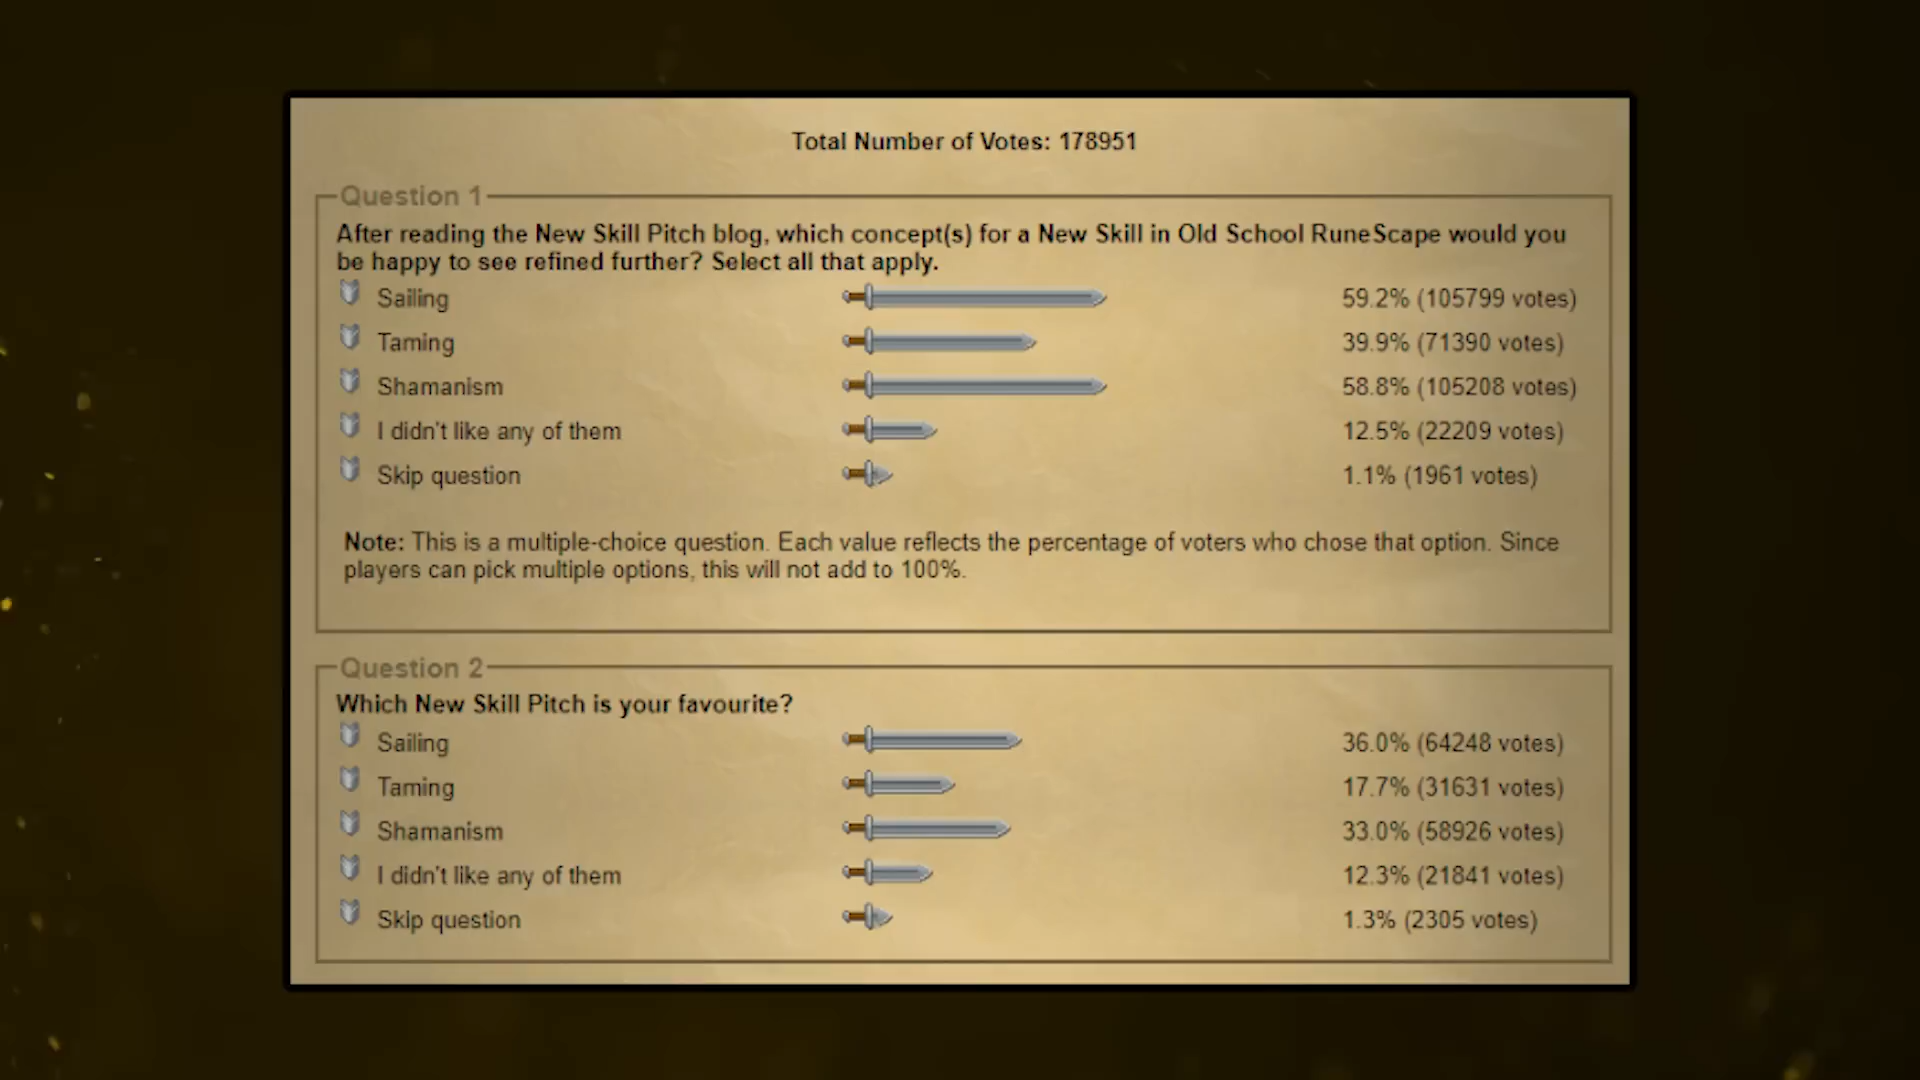 Total Number of Votes: 178951
Question 1
After reading the New Skill Pitch blog, which concept(s) for a New Skill in Old School RuneScape would you
be happy to see refined further? Select all that apply.
Sailing 59.2% (105799 votes)
Taming 39.9% (71390 votes)
Shamanism 58.8% (105208 votes)
I didn't like any of them 12.5% (22209 votes)
Skip question 1.1% (1961 votes)
Note: This is a multiple-choice question. Each value reflects the percentage of voters who chose that option. Since
players can pick multiple options, this will not add to 100%.
Question 2
Which New Skill Pitch is your favourite?
Sailing 36.0% (64248 votes)
Taming 17.7% (31631 votes)
Shamanism 33.0% (58926 votes)
I didn't like any of them 12.3% (21841 votes)
Skip question 1.3% (2305 votes)